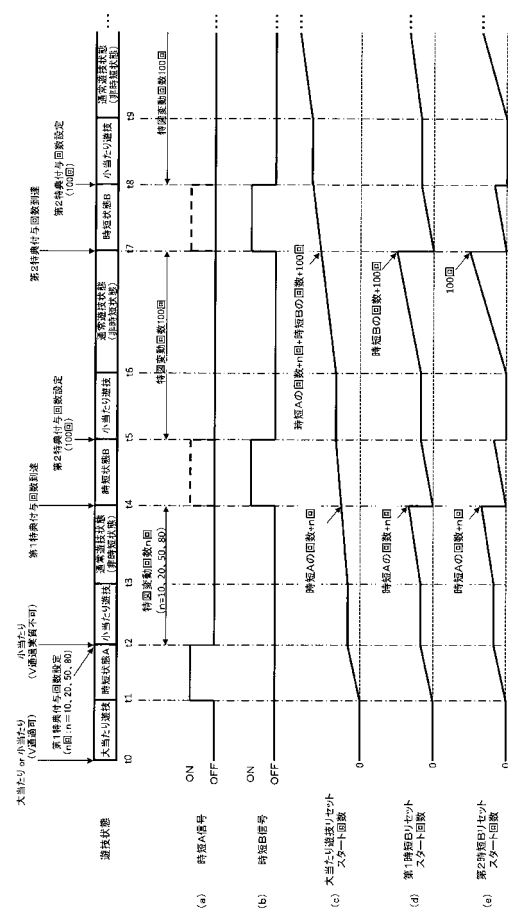 大当たり or 小当たり
(V通過可)
小当たり
(V通過実質不可)
第1特典付与回数到達
第2特典付与回数到達
第1特典付与回数設定
(n回:n=10、20、50、80)
第2特典付与回数設定
(100回)
第2特典付与回数設定
(100回)
遊技状態
大当たり遊技
時短状態A
小当たり遊技
通常遊技状態
(非時短状態)
時短状態B
小当たり遊技
通常遊技状態
(非時短状態)
時短状態B
小当たり遊技
通常遊技状態
(非時短状態)
t0
t1
t2
t3
t4
t5
t6
t7
t8
t9
特図変動回数n回
(n=10、20、50、80)
特図変動回数100回
特図変動回数100回
(a)
時短A信号
ON
OFF
(b)
時短B信号
ON
OFF
(c)
大当たり遊技リセット
スタート回数
0
時短Aの回数+n回
時短Aの回数+n回+時短Bの回数+100回
(d)
第1時短Bリセット
スタート回数
0
時短Aの回数+n回
0
時短Bの回数+100回
0
(e)
第2時短Bリセット
スタート回数
0
時短Aの回数+n回
0
0
100回
0
0